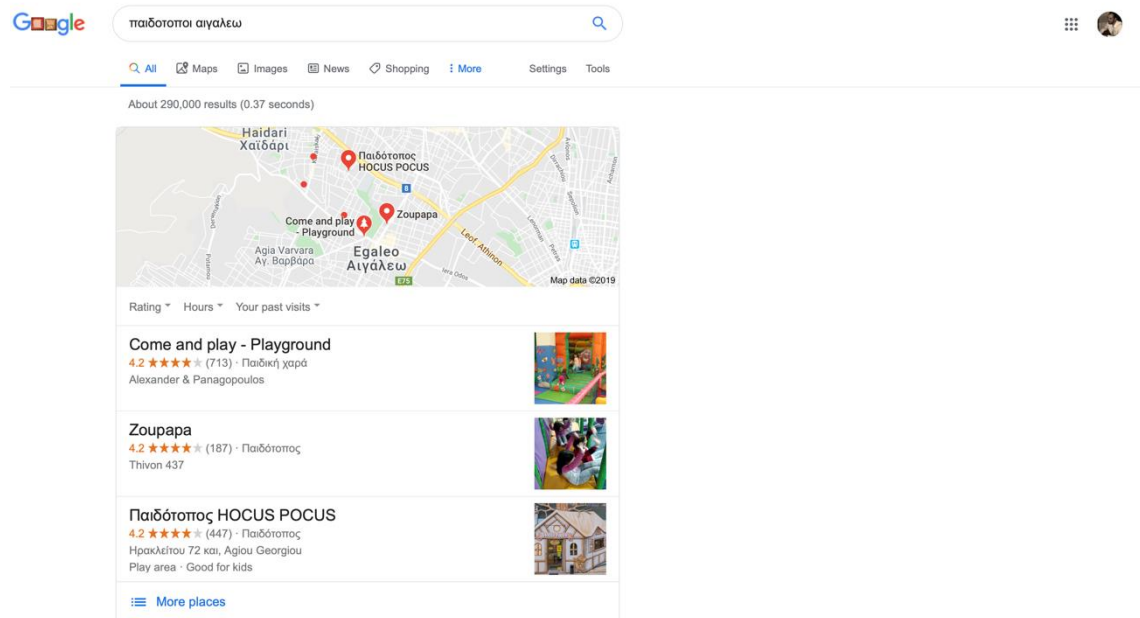 Google
παιδοτοποι αιγαλεω
All Maps Images News Shopping More Settings Tools
About 290,000 results (0.37 seconds)
Haidari
Χαϊδάρι
Παιδότοπος
HOCUS POCUS
8
Zoupapa
Come and play
- Playground
Leof. Athinon
Agia Varvara
Αγ. Βαρβάρα
Egaleo
Αιγάλεω
Iera Odos
E75
Map data ©2019
Rating Hours Your past visits
Come and play - Playground
4.2 (713) · Παιδική χαρά
Alexander & Panagopoulos
Zoupapa
4.2 (187) · Παιδότοπος
Thivon 437
Παιδότοπος HOCUS POCUS
4.2 (447) · Παιδότοπος
Ηρακλείτου 72 και, Agiou Georgiou
Play area · Good for kids
More places